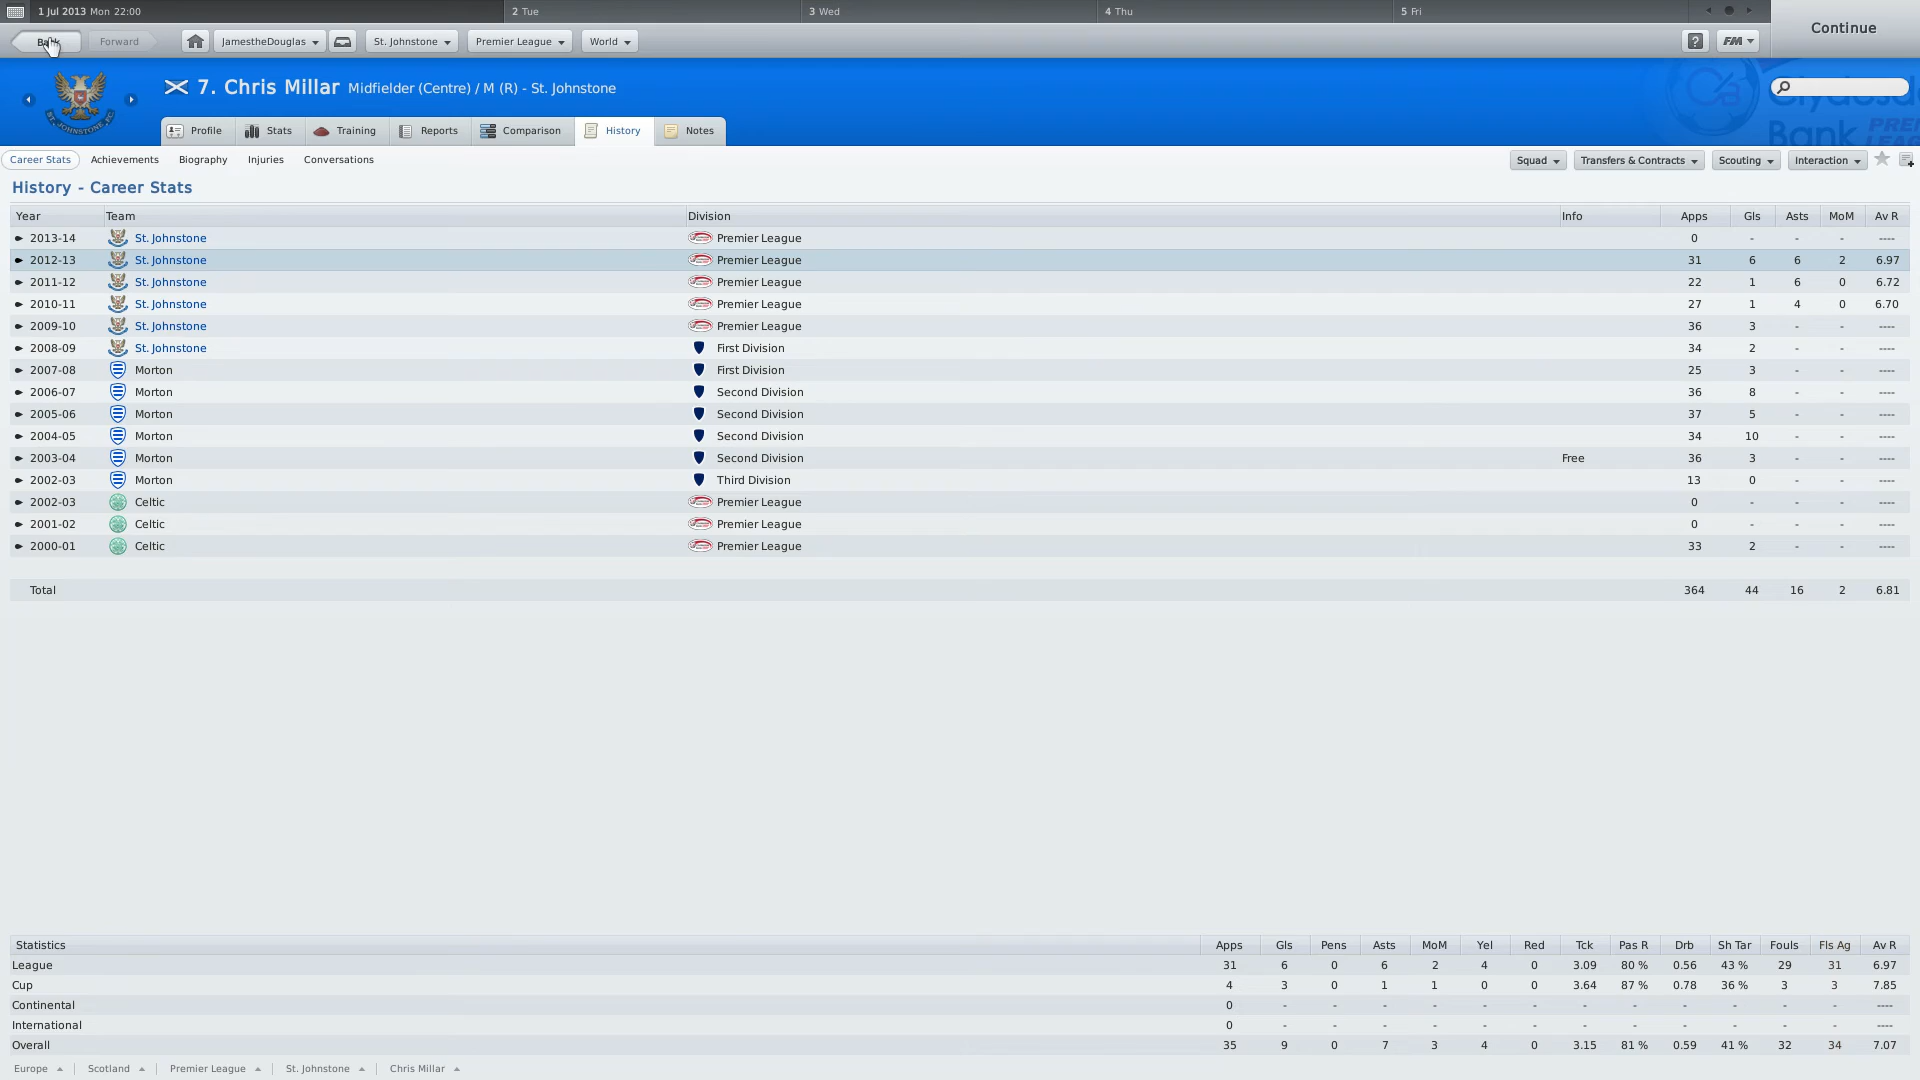 1 Jul 2013 Mon 22:00 2 Tue 3 Wed 4 Thu 5 Fri
Back Forward JamestheDouglas St. Johnstone Premier League World ? FM Continue
7. Chris Millar Midfielder (Centre) / M (R) - St. Johnstone
Profile Stats Training Reports Comparison History Notes
Career Stats Achievements Biography Injuries Conversations Squad Transfers & Contracts Scouting Interaction
History - Career Stats
Year Team Division Info Apps Gls Asts MoM Av R
2013-14 St. Johnstone Premier League 0 - - - ----
2012-13 St. Johnstone Premier League 31 6 6 2 6.97
2011-12 St. Johnstone Premier League 22 1 6 0 6.72
2010-11 St. Johnstone Premier League 27 1 4 0 6.70
2009-10 St. Johnstone Premier League 36 3 - - ----
2008-09 St. Johnstone First Division 34 2 - - ----
2007-08 Morton First Division 25 3 - - ----
2006-07 Morton Second Division 36 8 - - ----
2005-06 Morton Second Division 37 5 - - ----
2004-05 Morton Second Division 34 10 - - ----
2003-04 Morton Second Division Free 36 3 - - ----
2002-03 Morton Third Division 13 0 - - ----
2002-03 Celtic Premier League 0 - - - ----
2001-02 Celtic Premier League 0 - - - ----
2000-01 Celtic Premier League 33 2 - - ----
Total 364 44 16 2 6.81
Statistics Apps Gls Pens Asts MoM Yel Red Tck Pas R Drb Sh Tar Fouls Fls Ag Av R
League 31 6 0 6 2 4 0 3.09 80 % 0.56 43 % 29 31 6.97
Cup 4 3 0 1 1 0 0 3.64 87 % 0.78 36 % 3 3 7.85
Continental 0 - - - - - - - - - - - - ----
International 0 - - - - - - - - - - - - ----
Overall 35 9 0 7 3 4 0 3.15 81 % 0.59 41 % 32 34 7.07
Europe Scotland Premier League St. Johnstone Chris Millar